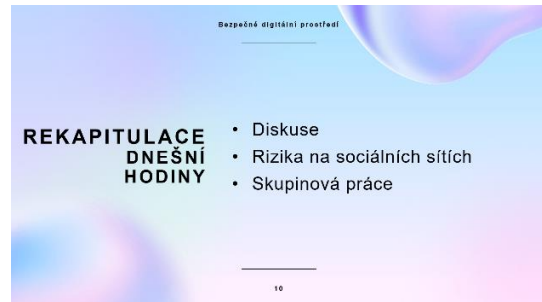 Bezpečné digitální prostředí
REKAPITULACE
DNEŠNÍ
HODINY
• Diskuse
• Rizika na sociálních sítích
• Skupinová práce
10